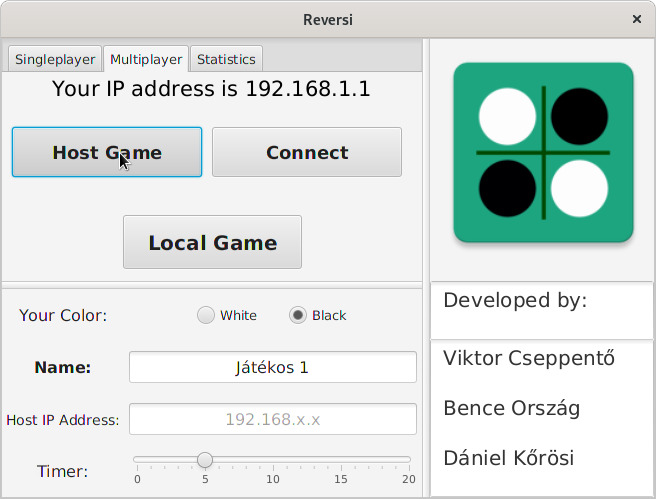 Reversi
Singleplayer Multiplayer Statistics
Your IP address is 192.168.1.1
Host Game Connect
Local Game
Your Color: White Black
Name: Játékos 1
Host IP Address: 192.168.x.x
Timer:
0 5 10 15 20
Developed by:
Viktor Cseppentő
Bence Ország
Dániel Kőrösi